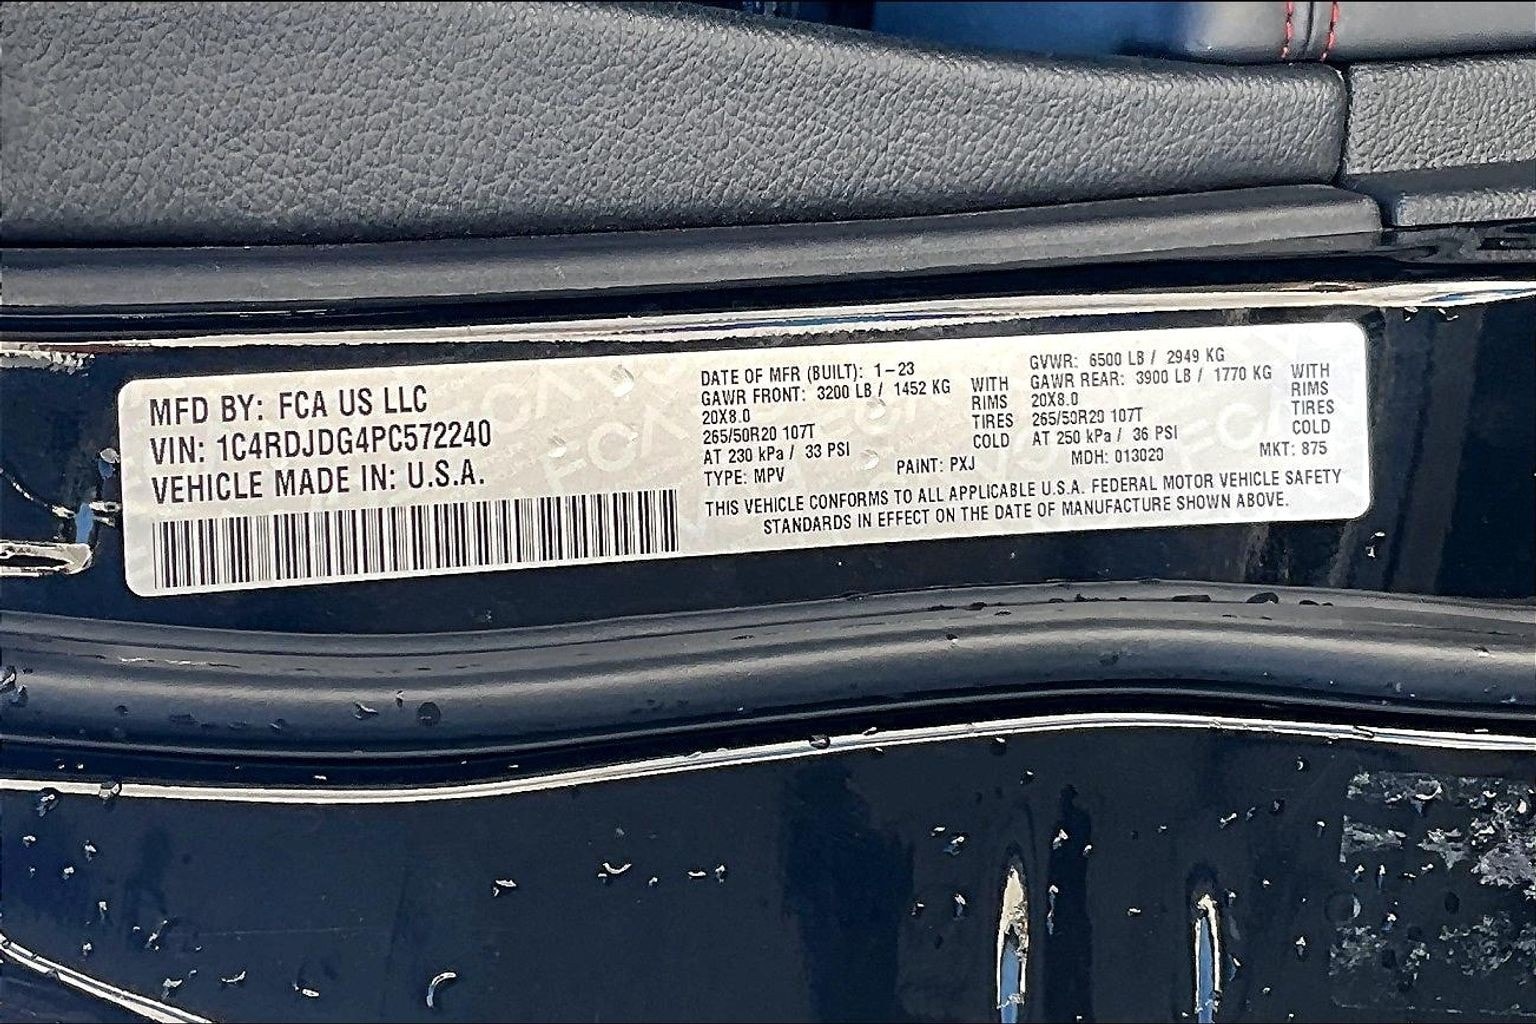 MFD BY: FCA US LLC
VIN: 1C4RDJDG4PC572240
VEHICLE MADE IN: U.S.A.
DATE OF MFR (BUILT): 1-23
GAWR FRONT: 3200 LB / 1452 KG WITH
20X8.0 RIMS
265/50R20 107T TIRES
AT 230 kPa / 33 PSI COLD
TYPE: MPV PAINT: PXJ
GVWR: 6500 LB / 2949 KG
GAWR REAR: 3900 LB / 1770 KG WITH
20X8.0 RIMS
265/50R20 107T TIRES
AT 250 kPa / 36 PSI COLD
MDH: 013020 MKT: 875
THIS VEHICLE CONFORMS TO ALL APPLICABLE U.S.A. FEDERAL MOTOR VEHICLE SAFETY
STANDARDS IN EFFECT ON THE DATE OF MANUFACTURE SHOWN ABOVE.